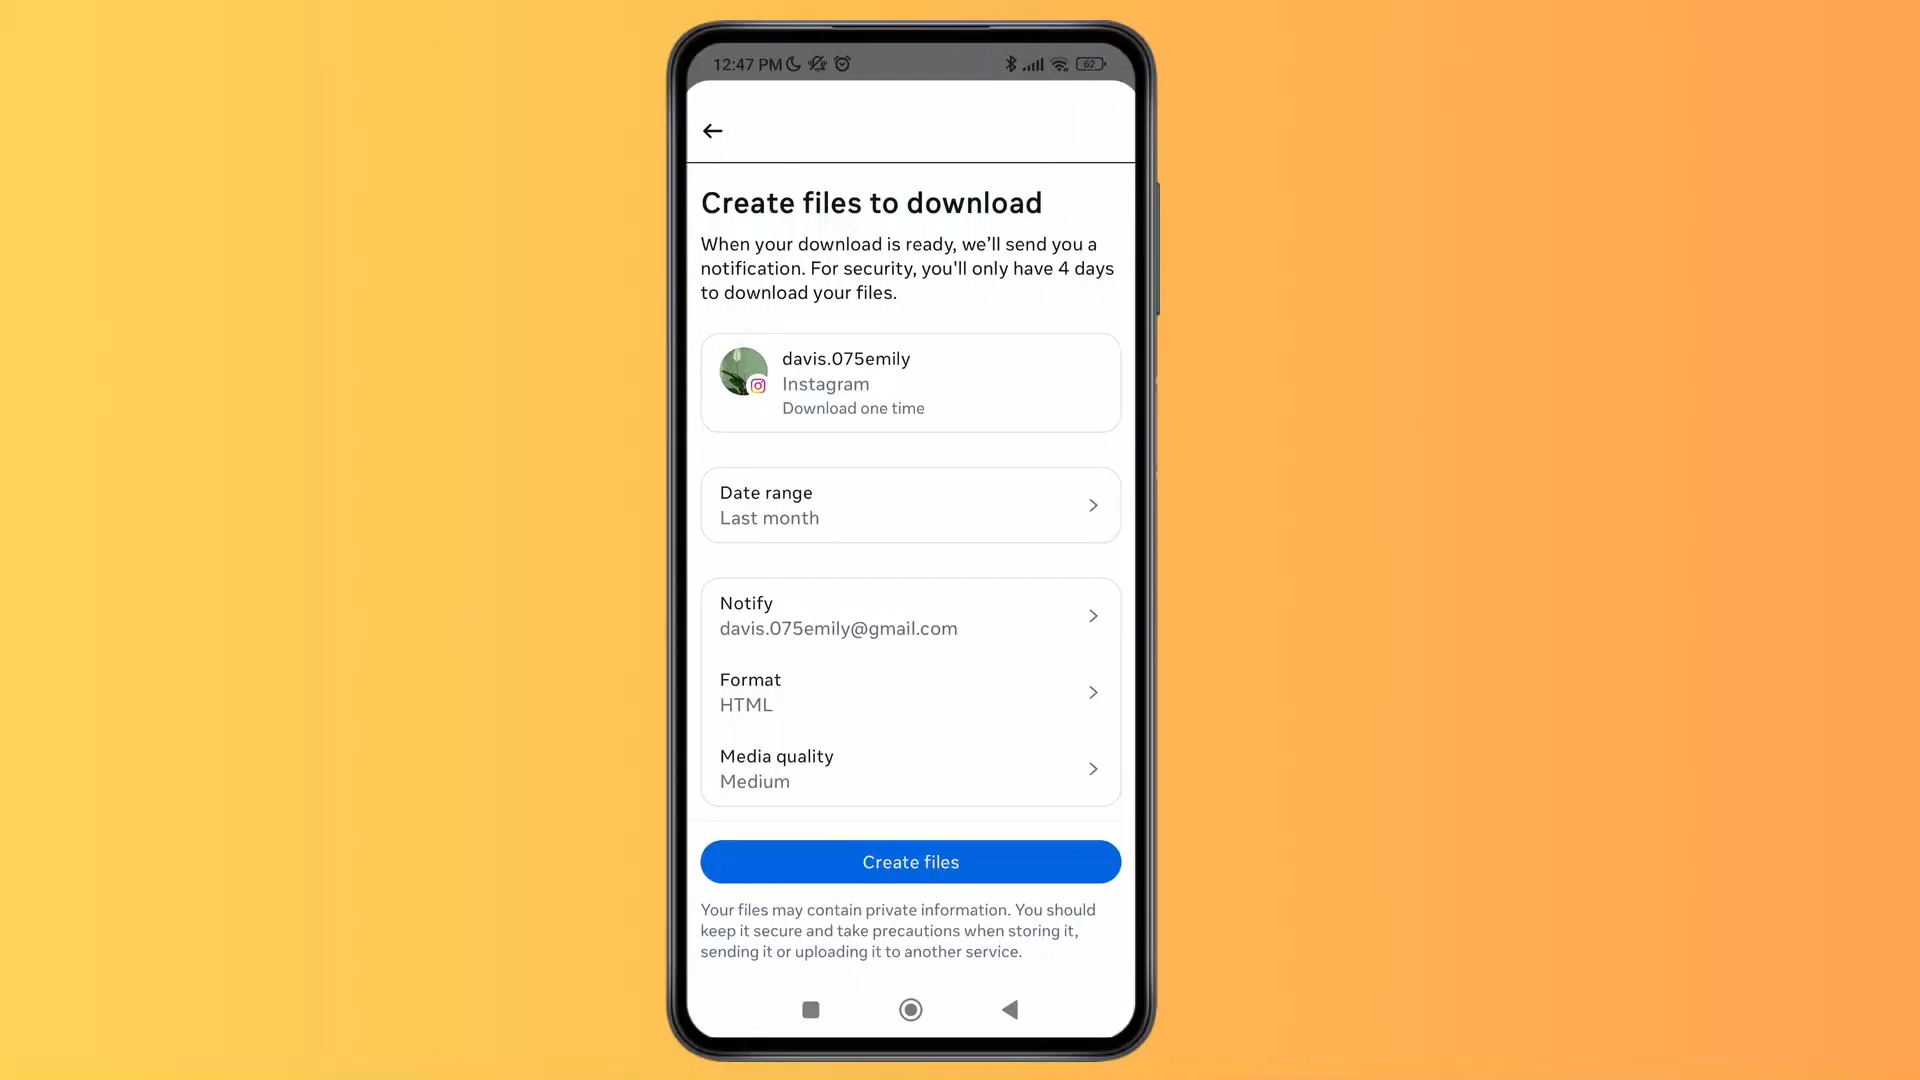 12:47 PM
62
Create files to download
When your download is ready, we’ll send you a
notification. For security, you'll only have 4 days
to download your files.
davis.075emily
Instagram
Download one time
Date range
Last month
Notify
davis.075emily@gmail.com
Format
HTML
Media quality
Medium
Create files
Your files may contain private information. You should
keep it secure and take precautions when storing it,
sending it or uploading it to another service.